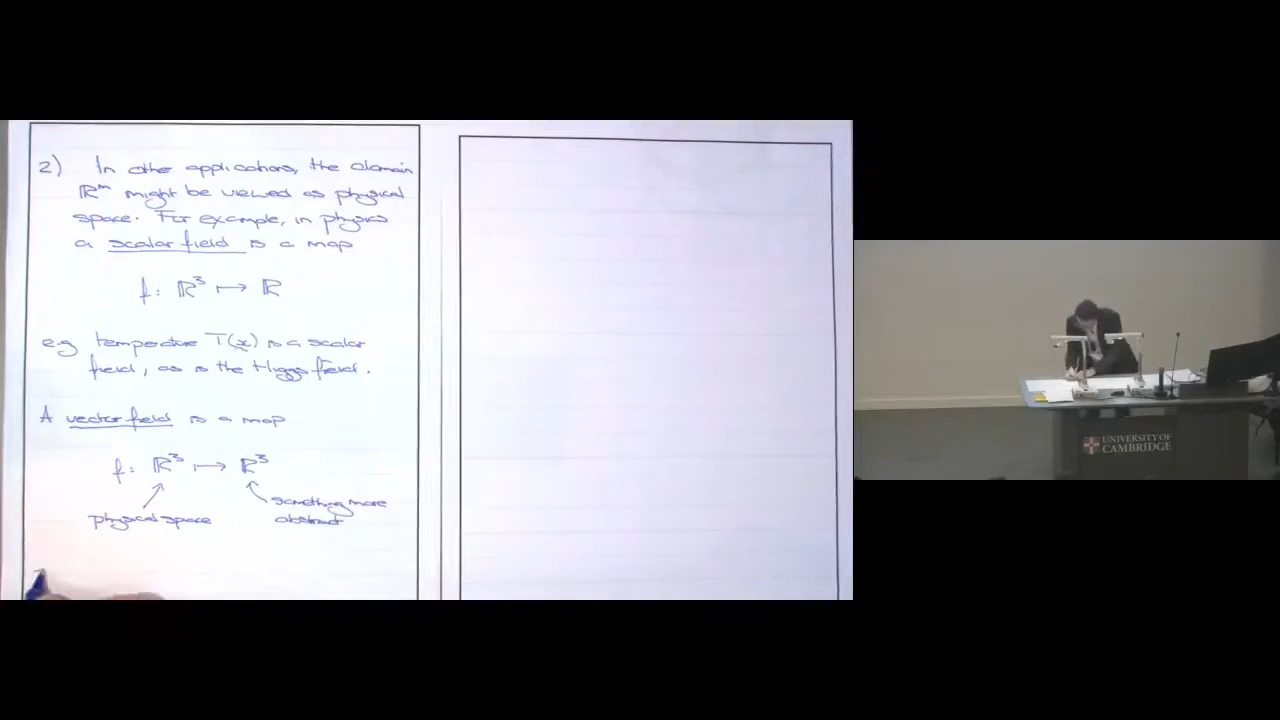 2) In other applications, the domain
ℝᵐ might be viewed as physical
space. For example, in physics
a scalar field is a map
f: ℝ³ ↦ ℝ
e.g temperature T(x) is a scalar
field, as is the Higgs field.
A vector field is a map
f: ℝ³ ↦ ℝ³
physical space
something more
abstract
UNIVERSITY OF
CAMBRIDGE